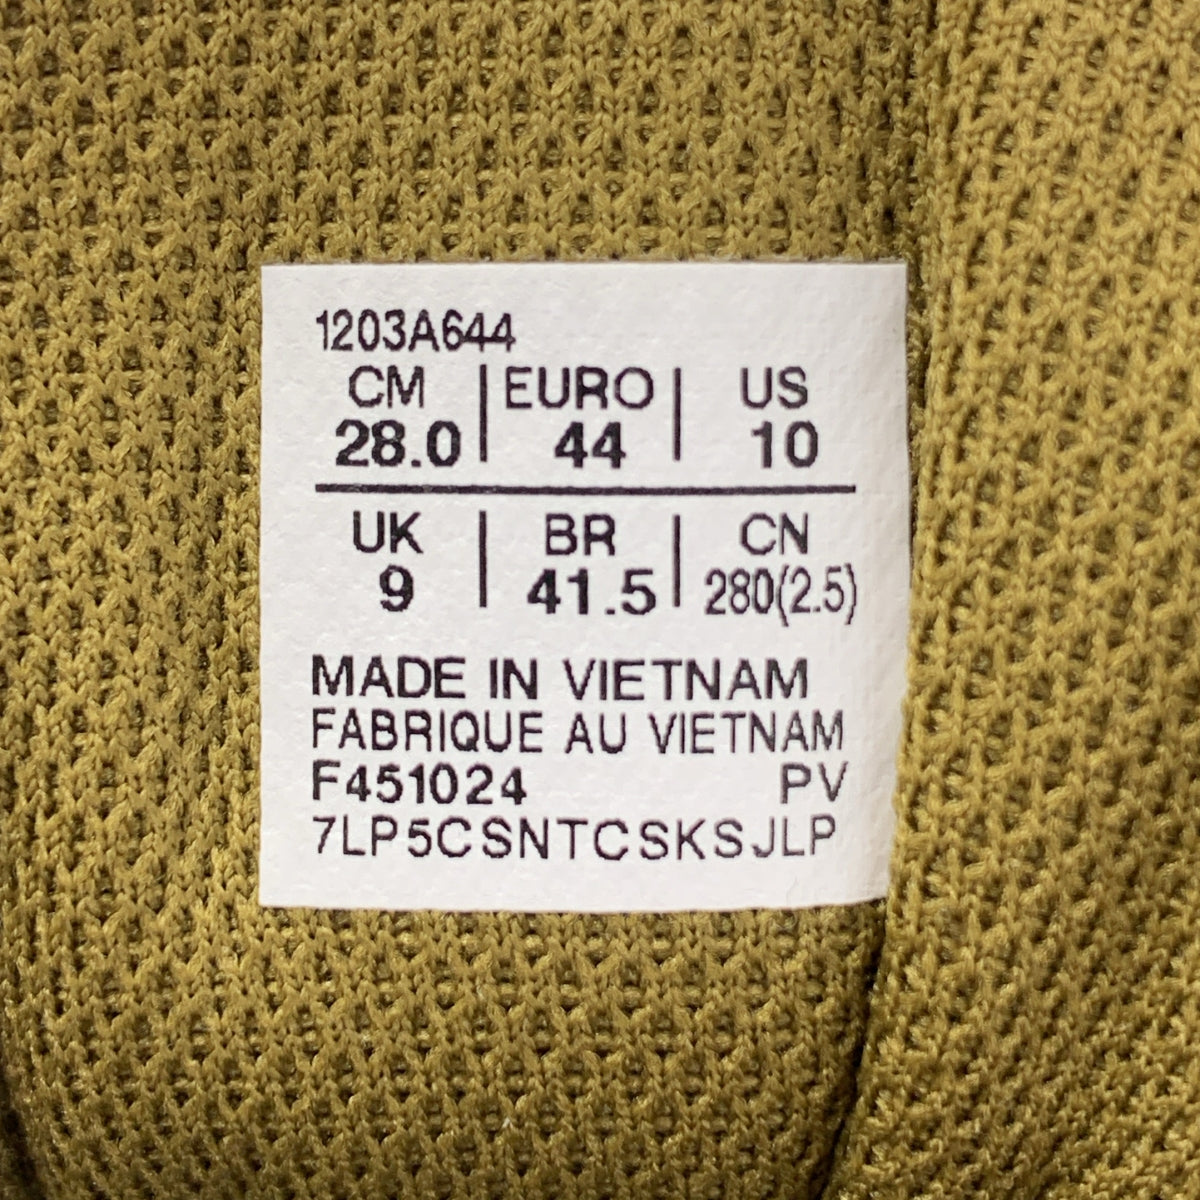 1203A644
CM | EURO | US
28.0 | 44 | 10
UK | BR | CN
9 | 41.5 | 280(2.5)
MADE IN VIETNAM
FABRIQUE AU VIETNAM
F451024 PV
7LP5CSNTCSKSJLP